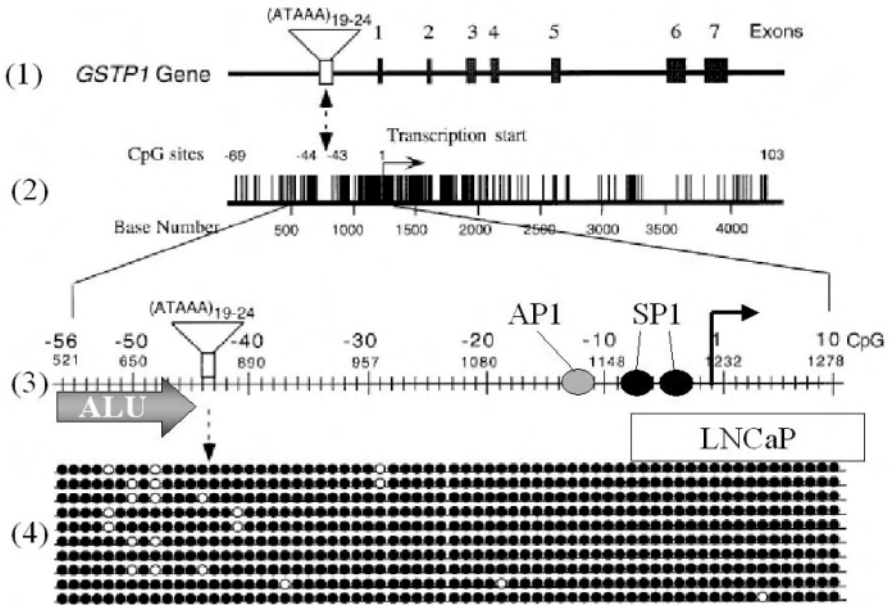 (ATAAA)19-24
1 2 3 4 5 6 7 Exons
(1) GSTP1 Gene
Transcription start
CpG sites -69 -44 -43 1 103
(2)
Base Number 500 1000 1500 2000 2500 3000 3500 4000
(ATAAA)19-24
AP1 SP1
-56 -50 -40 -30 -20 -10 1 10 CpG
521 650 890 957 1080 1148 1232 1278
(3)
ALU
LNCaP
(4)